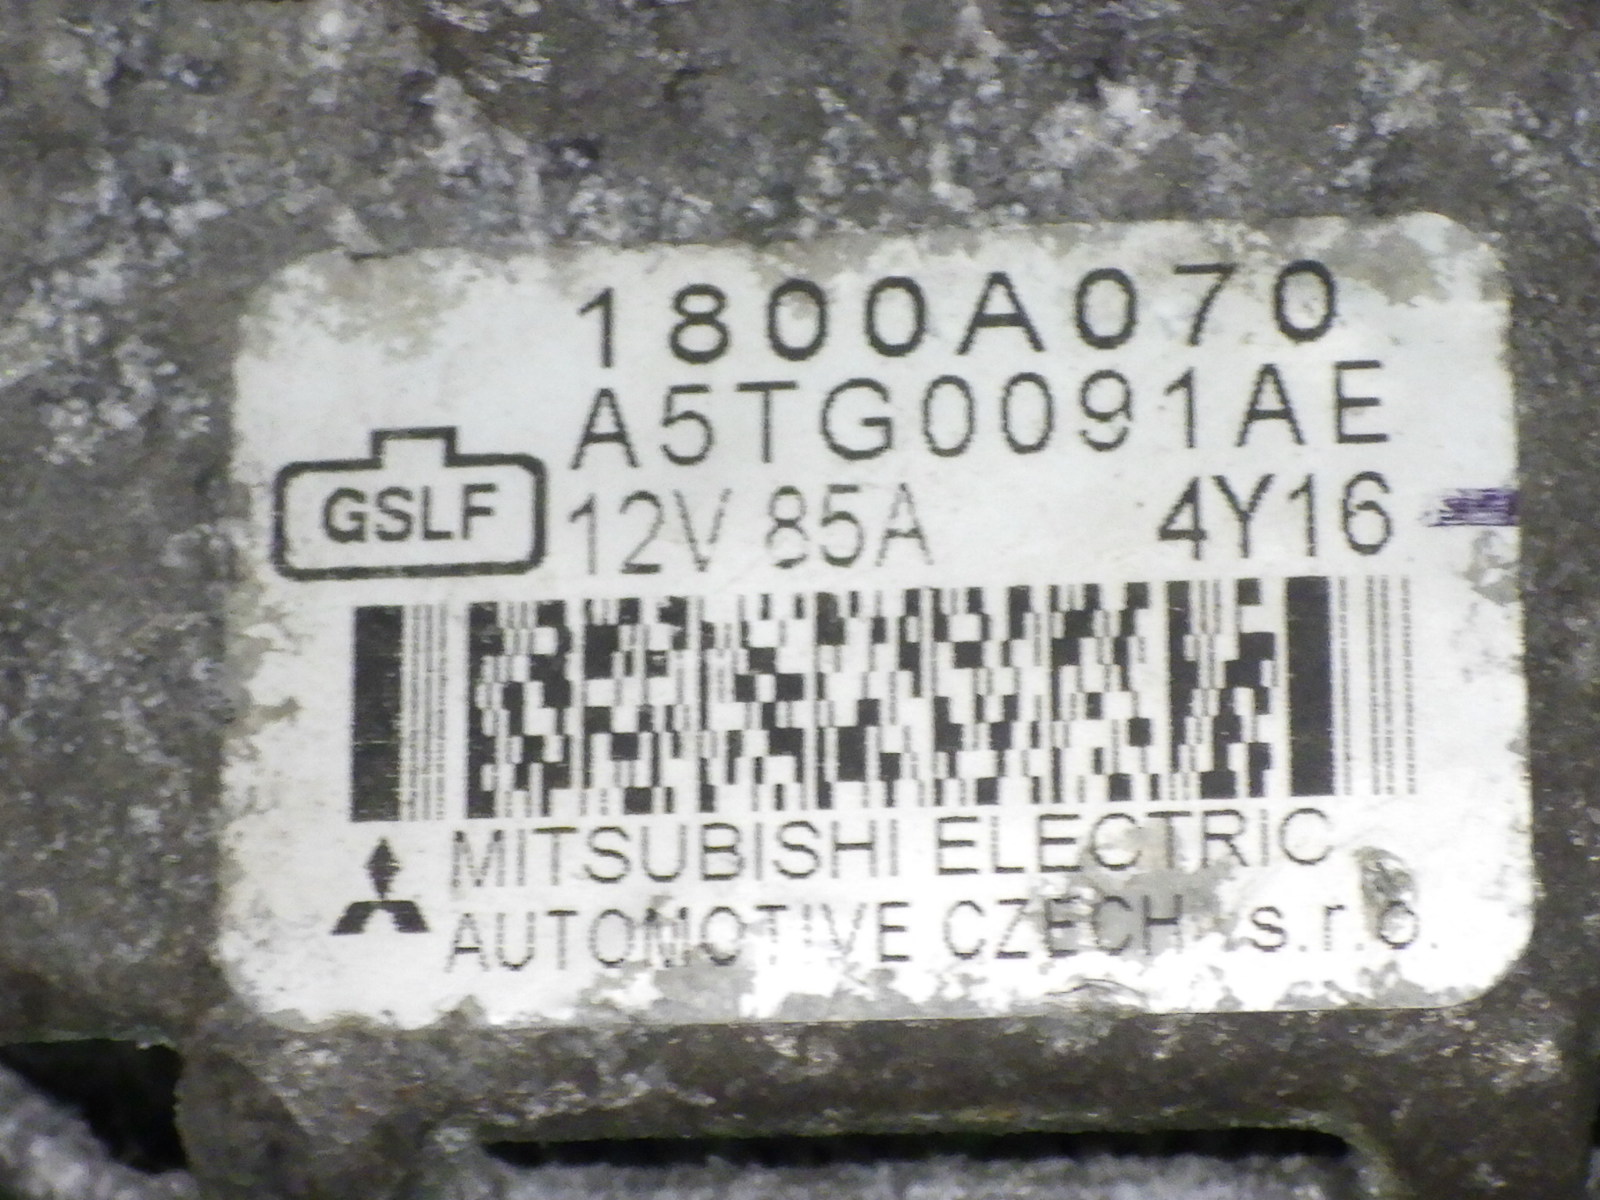 1800A070
A5TG0091AE
GSLF
12V 85A 4Y16
MITSUBISHI ELECTRIC
AUTOMOTIVE CZECH s.r.o.